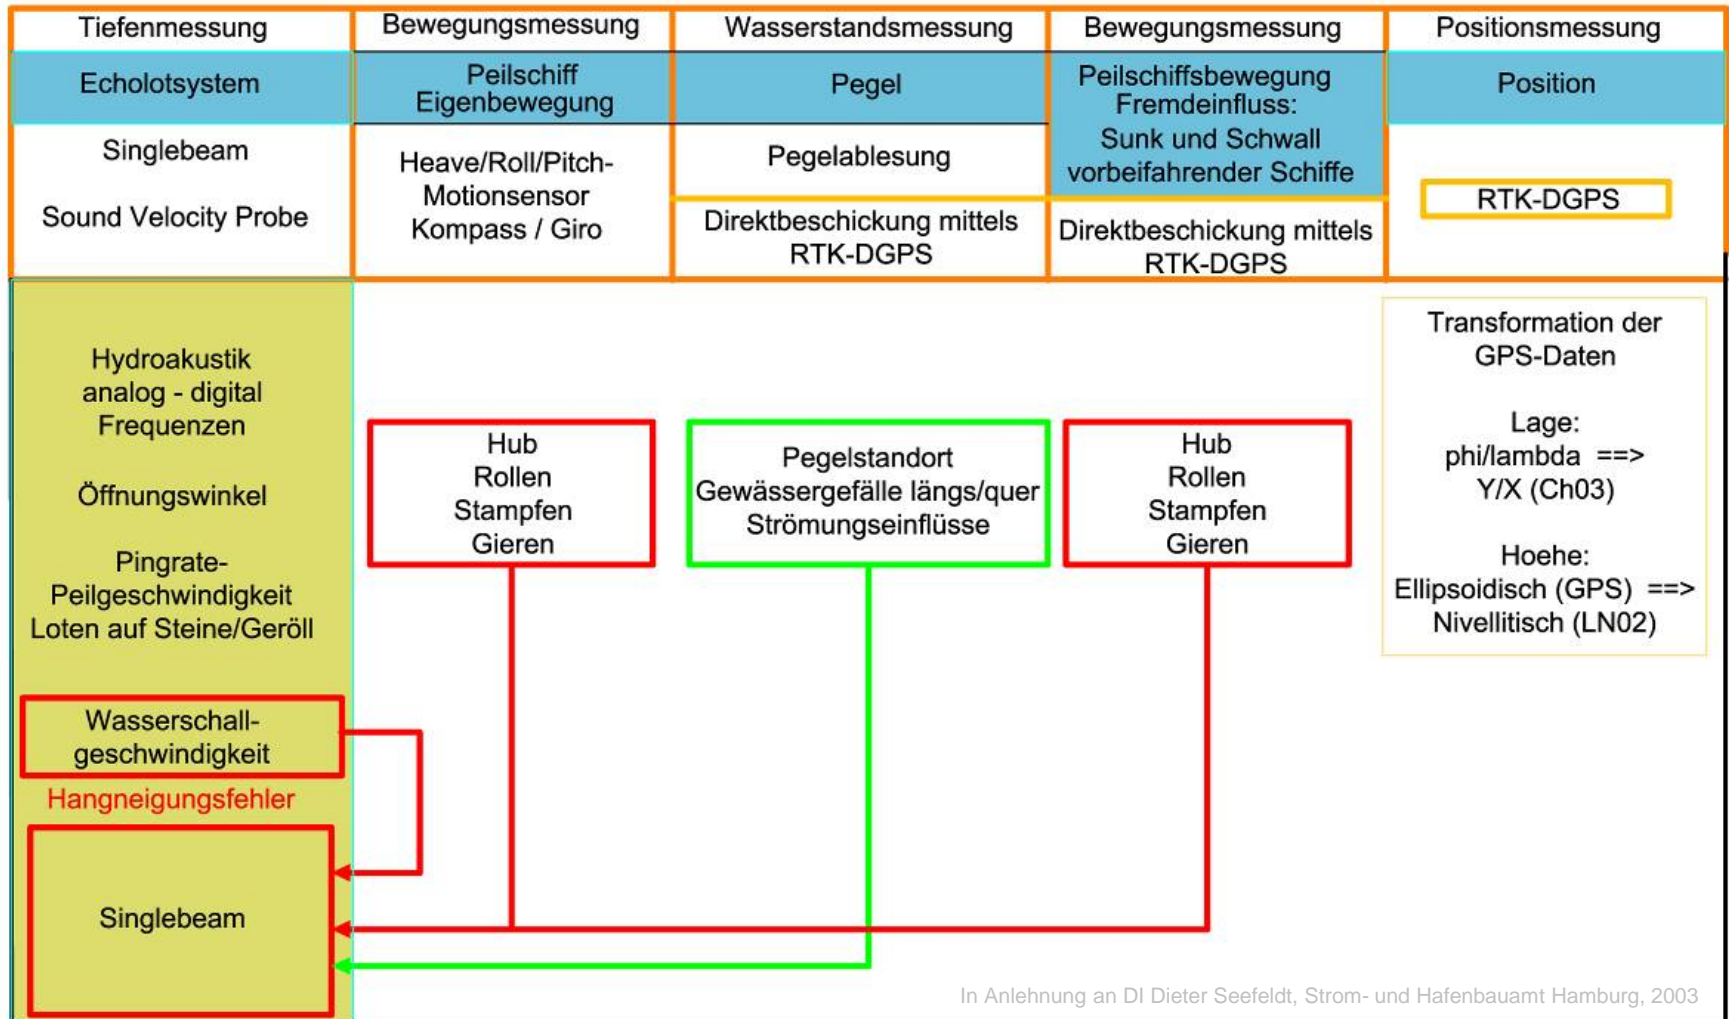 Tiefenmessung
Bewegungsmessung
Wasserstandsmessung
Bewegungsmessung
Positionsmessung
Echolotsystem
Peilschiff
Eigenbewegung
Pegel
Peilschiffsbewegung
Fremdeinfluss:
Sunk und Schwall
vorbeifahrender Schiffe
Position
Singlebeam
Sound Velocity Probe
Heave/Roll/Pitch-
Motionsensor
Kompass / Giro
Pegelablesung
Direktbeschickung mittels
RTK-DGPS
Direktbeschickung mittels
RTK-DGPS
RTK-DGPS
Hydroakustik
analog - digital
Frequenzen
Öffnungswinkel
Pingrate-
Peilgeschwindigkeit
Loten auf Steine/Geröll
Wasserschall-
geschwindigkeit
Hangneigungsfehler
Singlebeam
Hub
Rollen
Stampfen
Gieren
Pegelstandort
Gewässergefälle längs/quer
Strömungseinflüsse
Hub
Rollen
Stampfen
Gieren
Transformation der
GPS-Daten
Lage:
phi/lambda ==>
Y/X (Ch03)
Hoehe:
Ellipsoidisch (GPS) ==>
Nivellitisch (LN02)
In Anlehnung an DI Dieter Seefeldt, Strom- und Hafenbauamt Hamburg, 2003